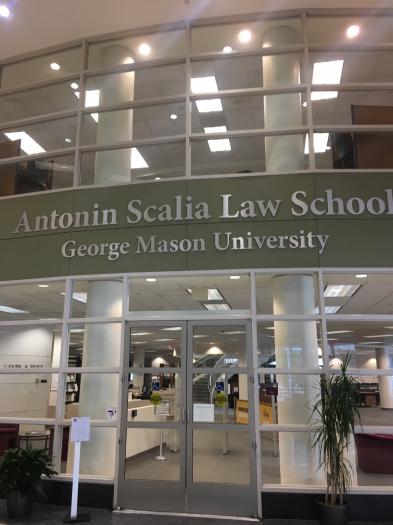 Antonin Scalia Law School
George Mason University